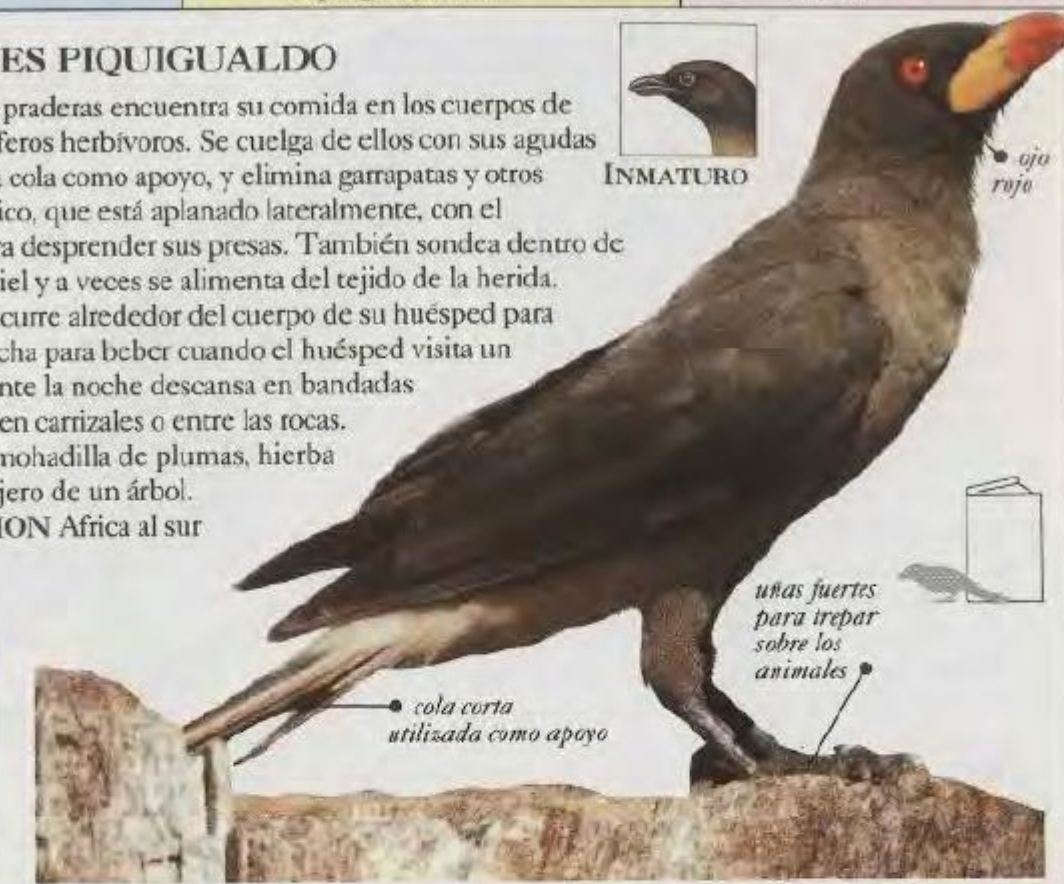 ES PIQUIGUALDO
praderas encuentra su comida en los cuerpos de
feros herbívoros. Se cuelga de ellos con sus agudas
cola como apoyo, y elimina garrapatas y otros
ico, que está aplanado lateralmente, con el
a desprender sus presas. También sondea dentro de
iel y a veces se alimenta del tejido de la herida.
curre alrededor del cuerpo de su huésped para
cha para beber cuando el huésped visita un
nte la noche descansa en bandadas
en carrizales o entre las rocas.
mohadilla de plumas, hierba
jero de un árbol.
ION Africa al sur
INMATURO
ojo
rojo
uñas fuertes
para trepar
sobre los
animales
cola corta
utilizada como apoyo